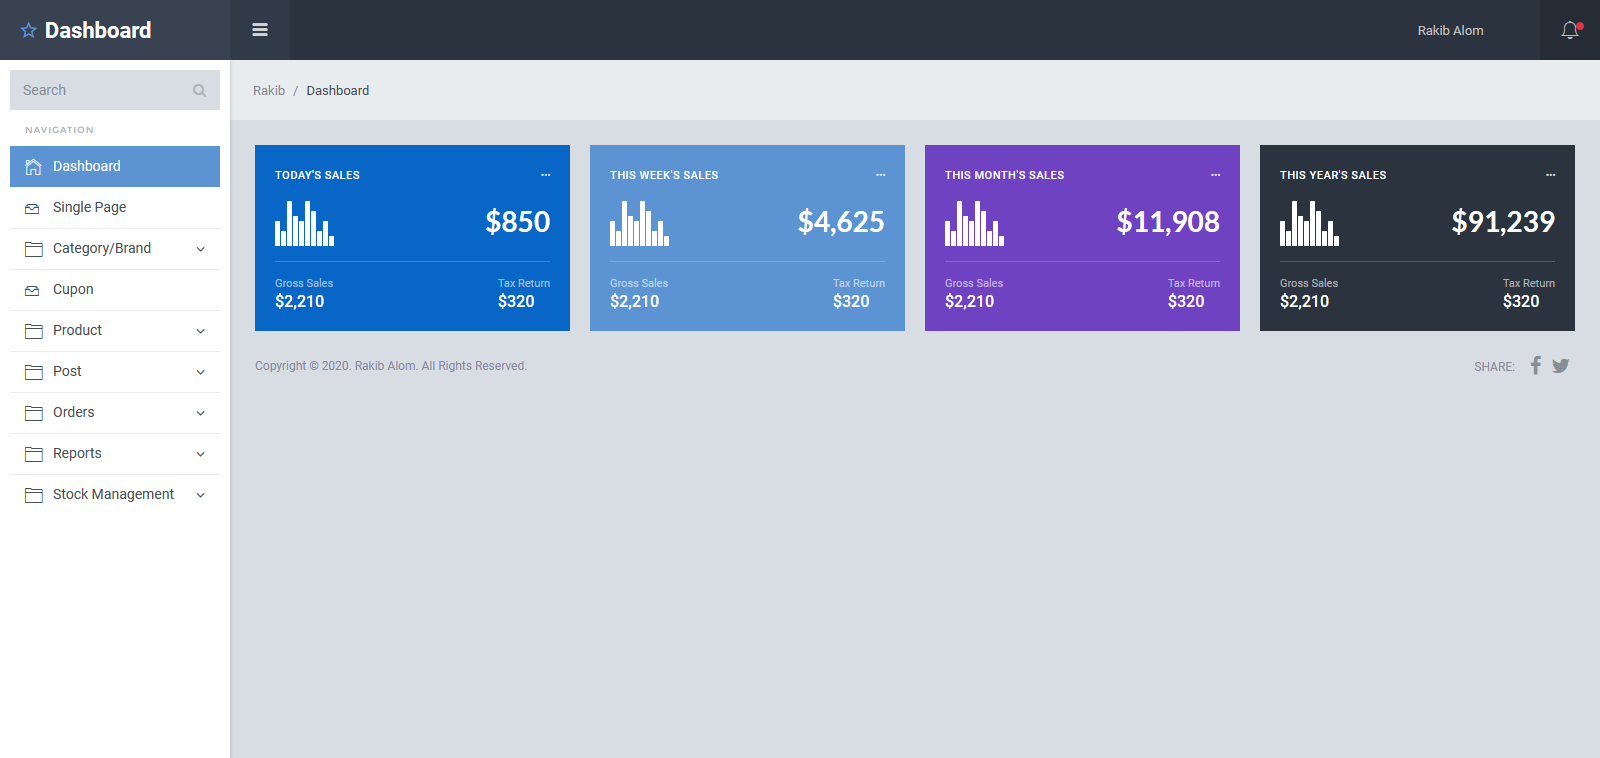 Dashboard
Rakib Alom
Search
NAVIGATION
Dashboard
Single Page
Category/Brand
Cupon
Product
Post
Orders
Reports
Stock Management
Rakib / Dashboard
TODAY'S SALES
$850
Gross Sales Tax Return
$2,210 $320
THIS WEEK'S SALES
$4,625
Gross Sales Tax Return
$2,210 $320
THIS MONTH'S SALES
$11,908
Gross Sales Tax Return
$2,210 $320
THIS YEAR'S SALES
$91,239
Gross Sales Tax Return
$2,210 $320
Copyright © 2020. Rakib Alom. All Rights Reserved.
SHARE: